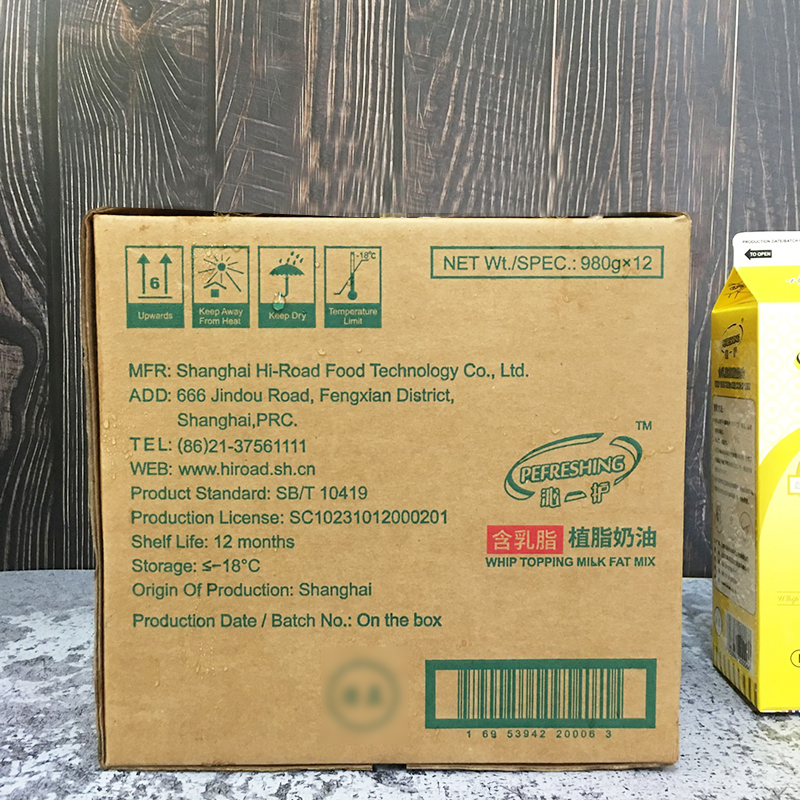 6
Upwards
Keep Away
From Heat
Keep Dry
-18°C
Temperature
Limit
NET Wt./SPEC.: 980g×12
MFR: Shanghai Hi-Road Food Technology Co., Ltd.
ADD: 666 Jindou Road, Fengxian District,
Shanghai,PRC.
TEL: (86)21-37561111
WEB: www.hiroad.sh.cn
Product Standard: SB/T 10419
Production License: SC10231012000201
Shelf Life: 12 months
Storage: ≤-18°C
Origin Of Production: Shanghai
Production Date / Batch No.: On the box
TM
PEFRESHING
沁一护
含乳脂 植脂奶油
WHIP TOPPING MILK FAT MIX
1 69 53942 20006 3
TO OPEN